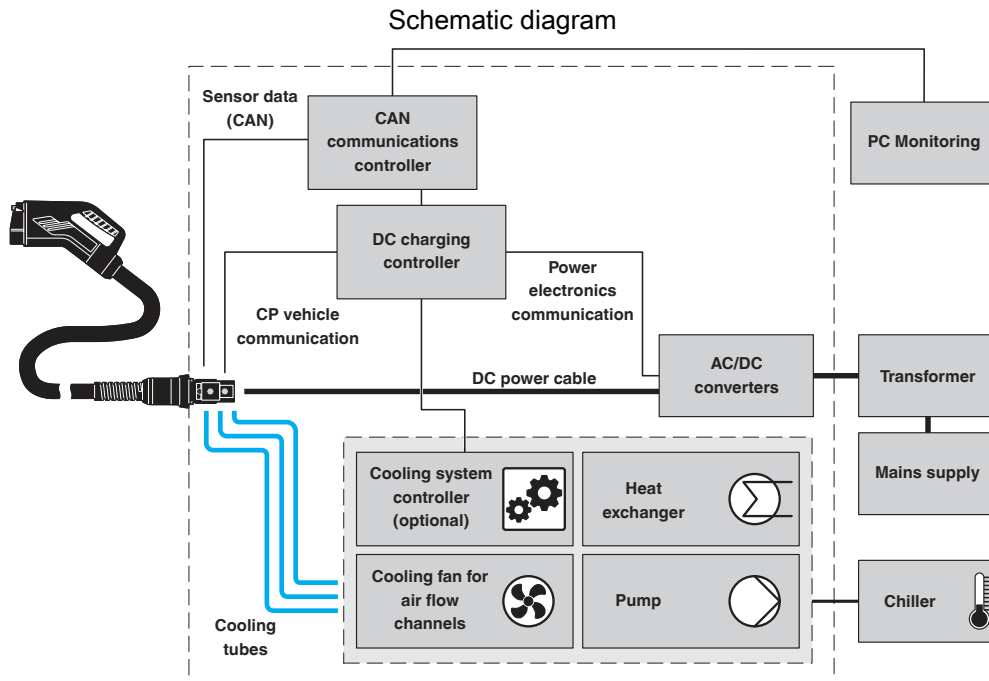 Schematic diagram
Sensor data
(CAN)
CAN
communications
controller
PC Monitoring
DC charging
controller
CP vehicle
communication
Power
electronics
communication
DC power cable
AC/DC
converters
Transformer
Mains supply
Cooling system
controller
(optional)
Heat
exchanger
Cooling fan for
air flow
channels
Pump
Chiller
Cooling
tubes